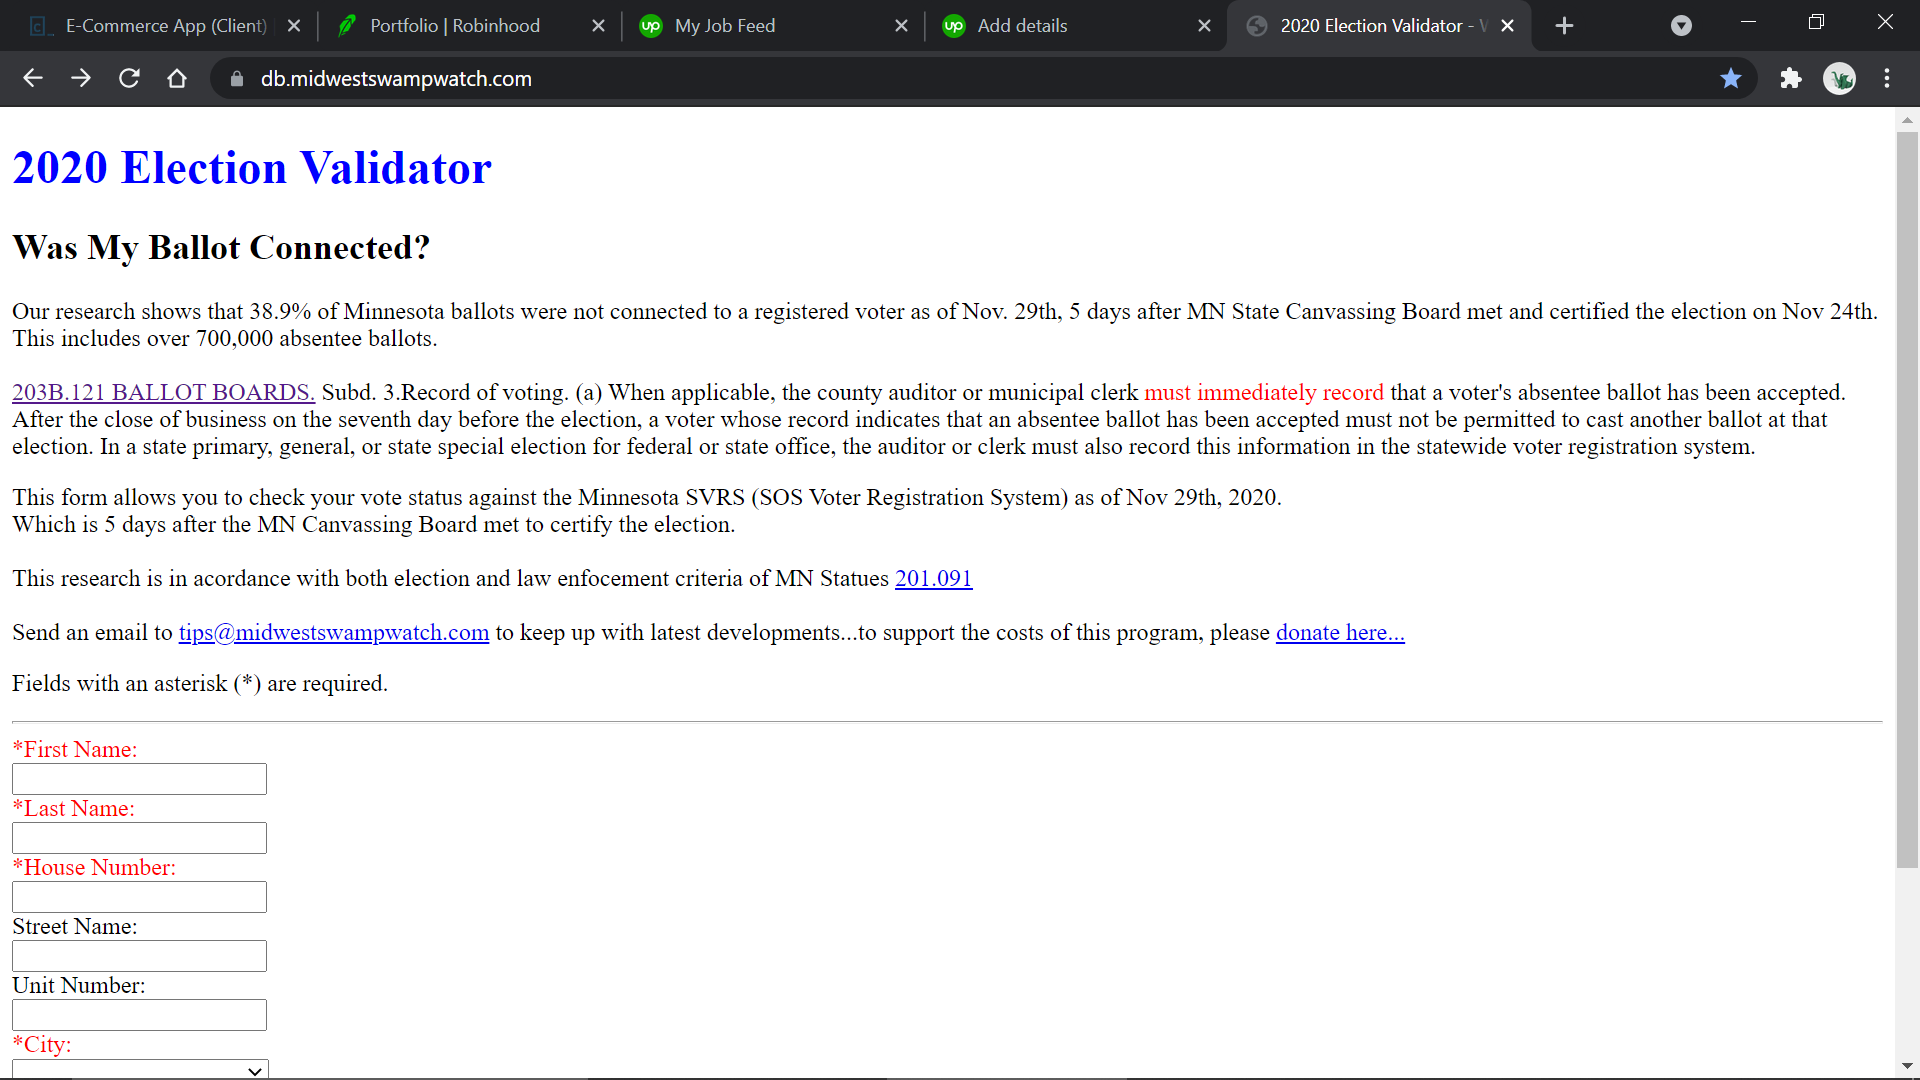 E-Commerce App (Client)
Portfolio | Robinhood
up My Job Feed
up Add details
2020 Election Validator -
db.midwestswampwatch.com
2020 Election Validator
Was My Ballot Connected?
Our research shows that 38.9% of Minnesota ballots were not connected to a registered voter as of Nov. 29th, 5 days after MN State Canvassing Board met and certified the election on Nov 24th.
This includes over 700,000 absentee ballots.
203B.121 BALLOT BOARDS. Subd. 3.Record of voting. (a) When applicable, the county auditor or municipal clerk must immediately record that a voter's absentee ballot has been accepted.
After the close of business on the seventh day before the election, a voter whose record indicates that an absentee ballot has been accepted must not be permitted to cast another ballot at that
election. In a state primary, general, or state special election for federal or state office, the auditor or clerk must also record this information in the statewide voter registration system.
This form allows you to check your vote status against the Minnesota SVRS (SOS Voter Registration System) as of Nov 29th, 2020.
Which is 5 days after the MN Canvassing Board met to certify the election.
This research is in acordance with both election and law enfocement criteria of MN Statues 201.091
Send an email to tips@midwestswampwatch.com to keep up with latest developments...to support the costs of this program, please donate here...
Fields with an asterisk (*) are required.
*First Name:
*Last Name:
*House Number:
Street Name:
Unit Number:
*City: